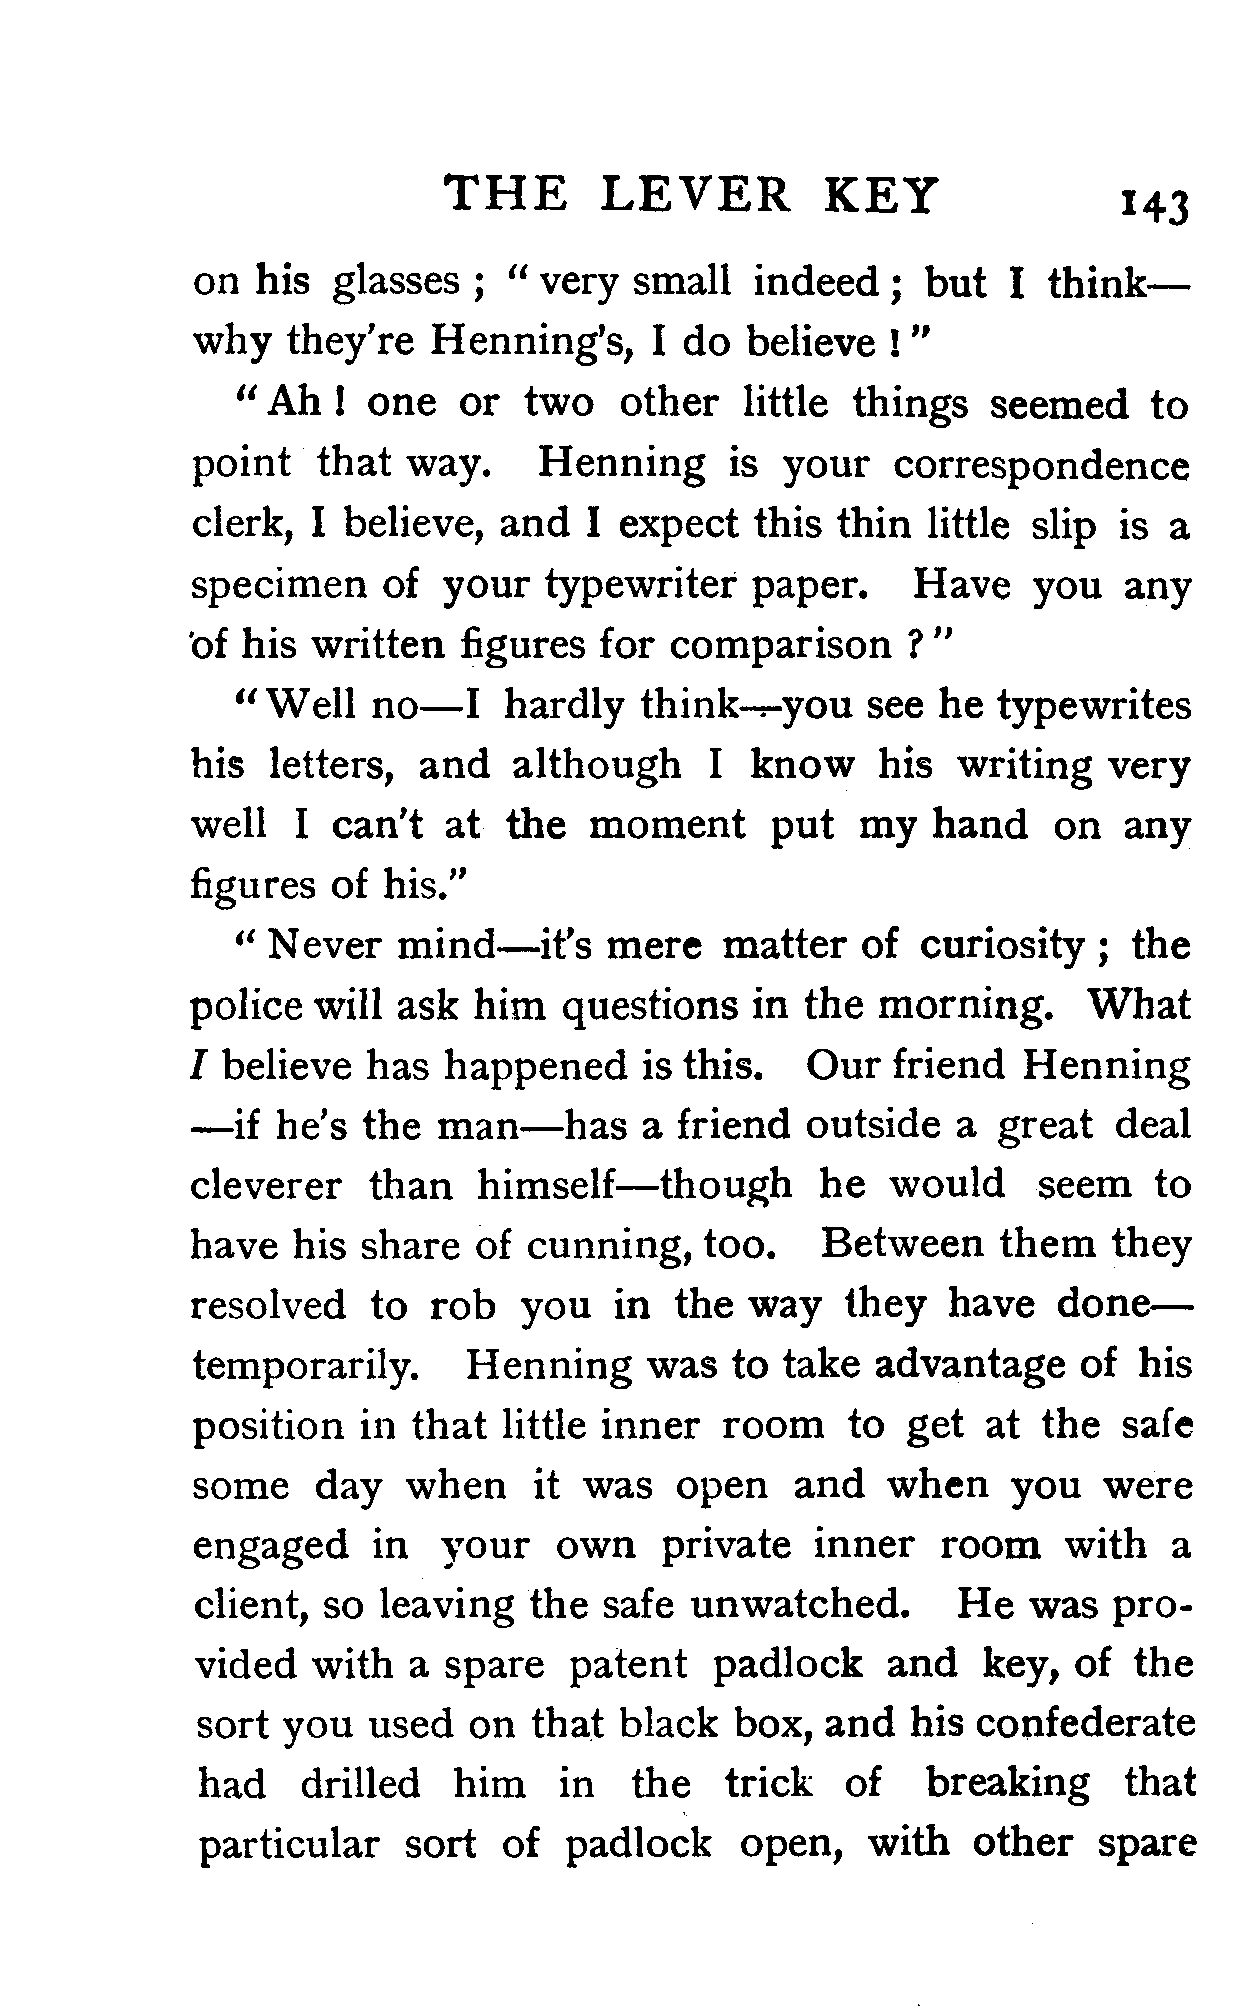 THE LEVER KEY 143
on his glasses ; " very small indeed ; but I think—
why they're Henning's, I do believe ! "
" Ah ! one or two other little things seemed to
point that way. Henning is your correspondence
clerk, I believe, and I expect this thin little slip is a
specimen of your typewriter paper. Have you any
of his written figures for comparison ? "
" Well no—I hardly think—you see he typewrites
his letters, and although I know his writing very
well I can't at the moment put my hand on any
figures of his."
" Never mind—it's mere matter of curiosity ; the
police will ask him questions in the morning. What
I believe has happened is this. Our friend Henning
—if he's the man—has a friend outside a great deal
cleverer than himself—though he would seem to
have his share of cunning, too. Between them they
resolved to rob you in the way they have done—
temporarily. Henning was to take advantage of his
position in that little inner room to get at the safe
some day when it was open and when you were
engaged in your own private inner room with a
client, so leaving the safe unwatched. He was pro-
vided with a spare patent padlock and key, of the
sort you used on that black box, and his confederate
had drilled him in the trick of breaking that
particular sort of padlock open, with other spare